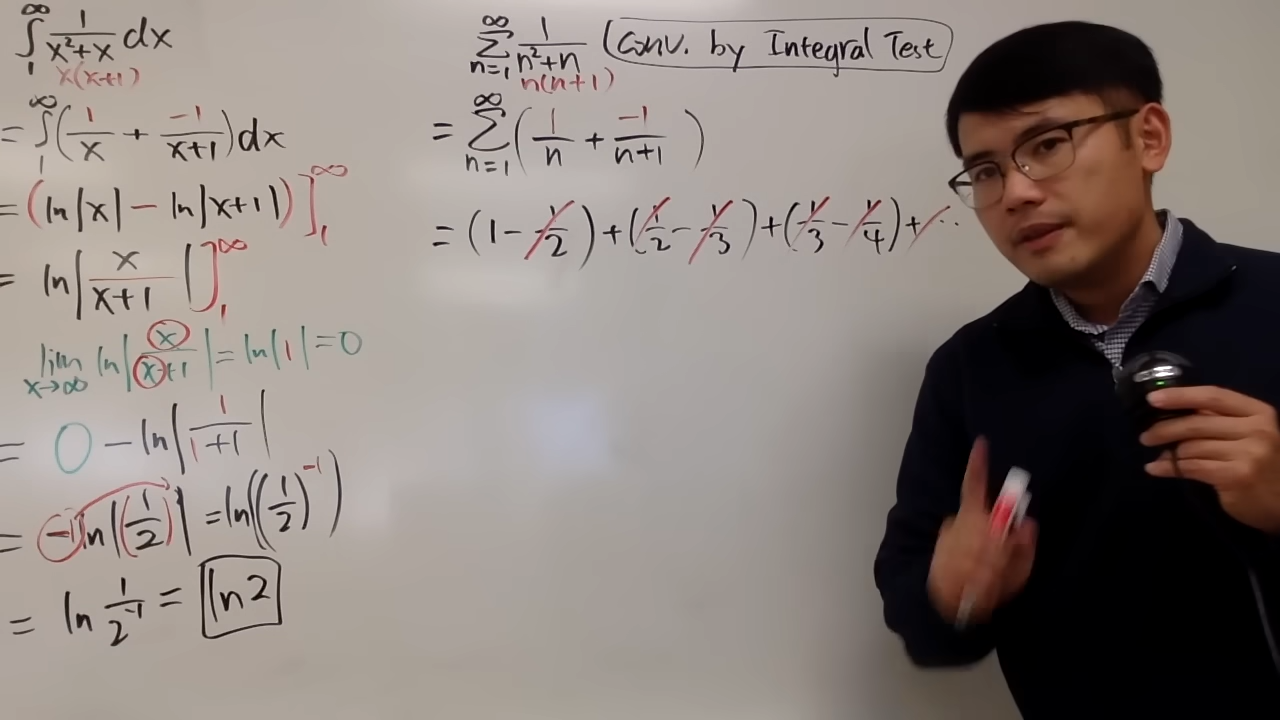 ∫₁^∞ 1/(x²+x) dx
x(x+1)
= ∫₁^∞ (1/x + -1/(x+1)) dx
= (ln|x| - ln|x+1|)]₁^∞
= ln|x/(x+1)|]₁^∞
lim x→∞ ln|x/(x+1)| = ln|1| = 0
= 0 - ln|1/(1+1)|
= -1 ln|(1/2)| = ln((1/2)^-1)
= ln 1/2^-1 = ln2
∑_{n=1}^∞ 1/(n²+n) (Conv. by Integral Test
n(n+1)
= ∑_{n=1}^∞ (1/n + -1/(n+1))
= (1 - 1/2) + (1/2 - 1/3) + (1/3 - 1/4) + ...